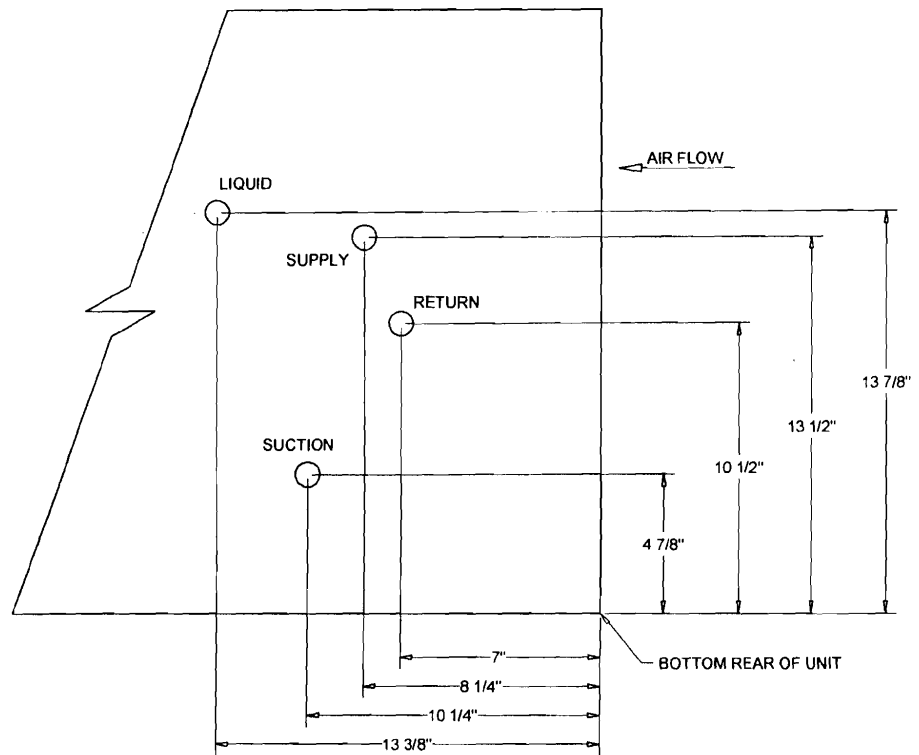 AIR FLOW
LIQUID
SUPPLY
RETURN
13 7/8"
13 1/2"
SUCTION
10 1/2"
4 7/8"
7"
BOTTOM REAR OF UNIT
8 1/4"
10 1/4"
13 3/8"